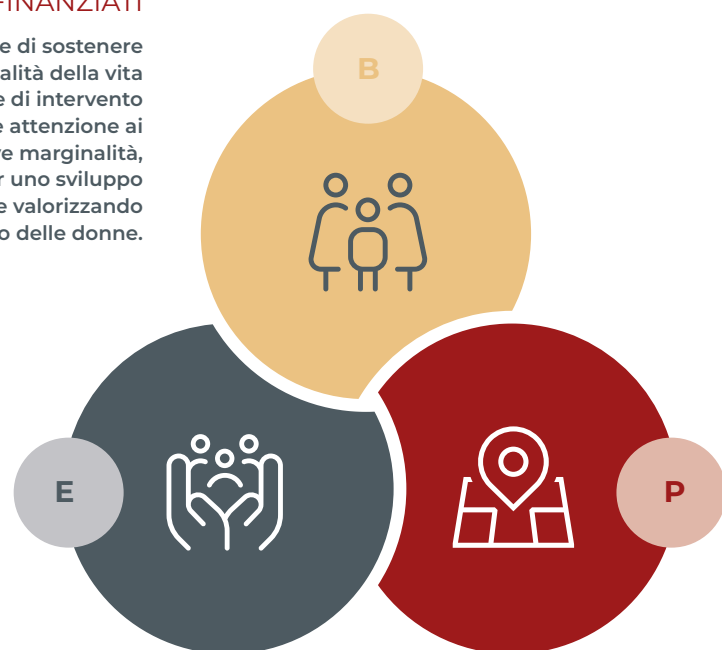 FINANZIATI
e di sostenere
alità della vita
e di intervento
e attenzione ai
e marginalità,
r uno sviluppo
e valorizzando
o delle donne.
B
E
P